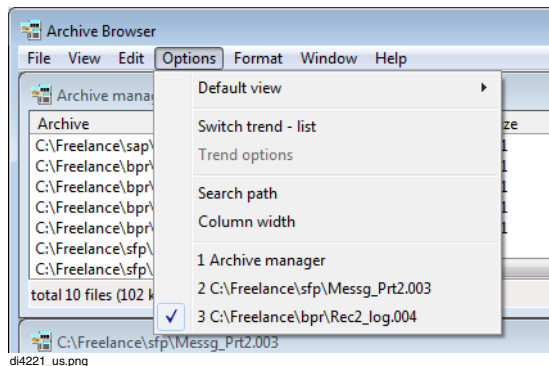 Archive Browser
File View Edit Options Format Window Help
Archive mana
Default view
Archive
ze
C:\Freelance\sap\
Switch trend - list
1
C:\Freelance\bpr\
Trend options
1
C:\Freelance\bpr\
1
C:\Freelance\bpr\
Search path
1
C:\Freelance\bpr\
Column width
1
C:\Freelance\sfp\
1 Archive manager
C:\Freelance\sfp\
2 C:\Freelance\sfp\Messg_Prt2.003
total 10 files (102 k
3 C:\Freelance\bpr\Rec2_log.004
C:\Freelance\sfp\Messg_Prt2.003
di4221_us.png